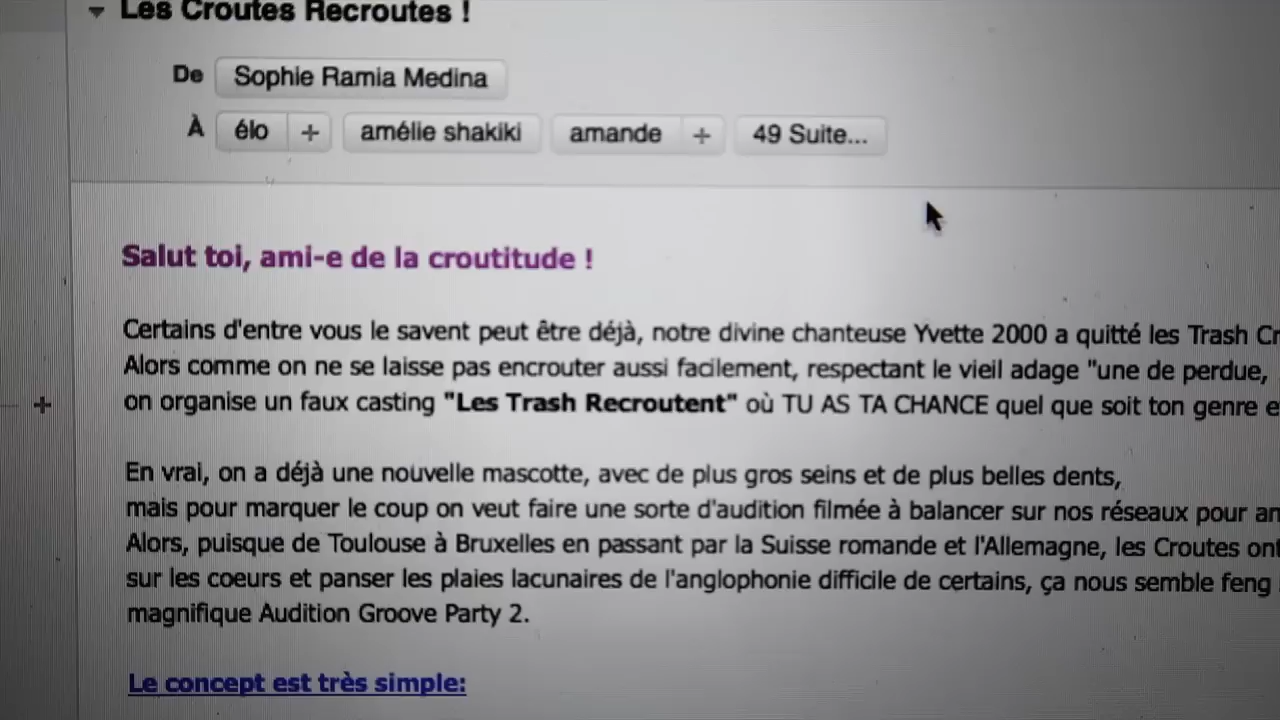 Les Croutes Recroutes !
De Sophie Ramia Medina
À élo + amélie shakiki amande + 49 Suite...
Salut toi, ami-e de la croutitude !
Certains d'entre vous le savent peut être déjà, notre divine chanteuse Yvette 2000 a quitté les Trash
Alors comme on ne se laisse pas encrouter aussi facilement, respectant le vieil adage "une de perdue,
on organise un faux casting "Les Trash Recroutent" où TU AS TA CHANCE quel que soit ton genre
En vrai, on a déjà une nouvelle mascotte, avec de plus gros seins et de plus belles dents,
mais pour marquer le coup on veut faire une sorte d'audition filmée à balancer sur nos réseaux pour
Alors, puisque de Toulouse à Bruxelles en passant par la Suisse romande et l'Allemagne, les Croutes
sur les coeurs et panser les plaies lacunaires de l'anglophonie difficile de certains, ça nous semble feng
magnifique Audition Groove Party 2.
Le concept est très simple: